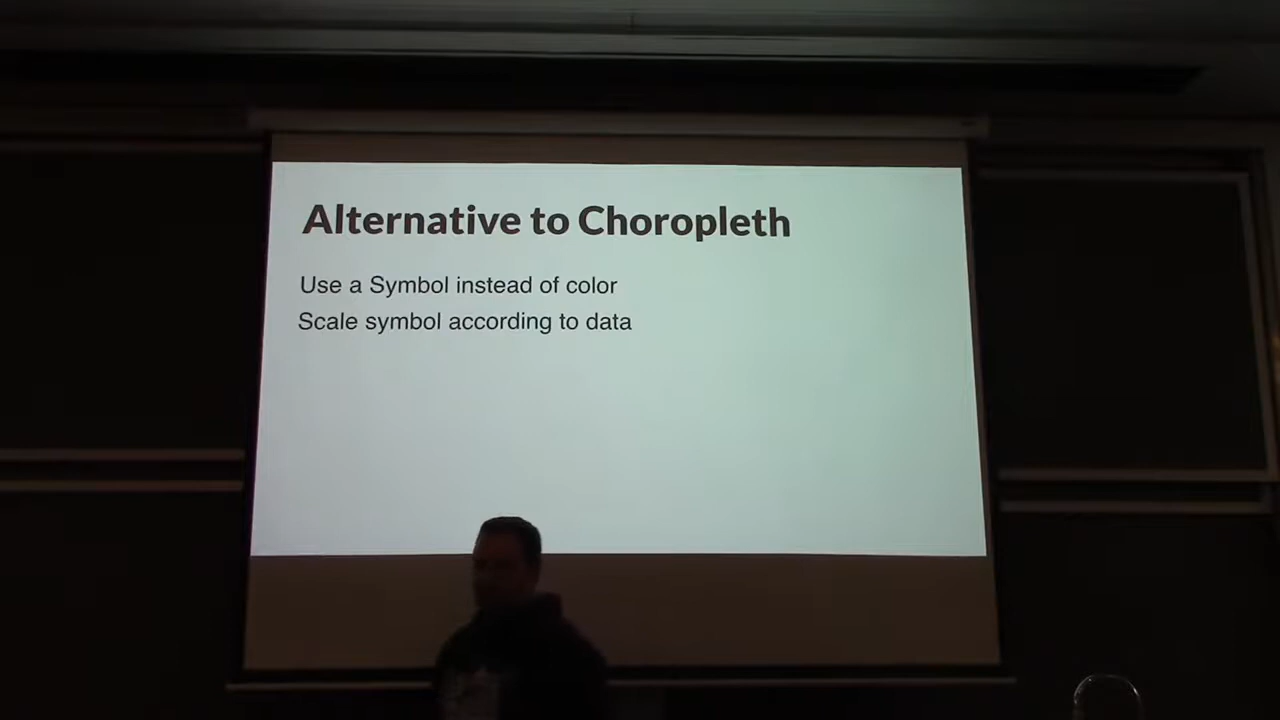 Alternative to Choropleth
Use a Symbol instead of color
Scale symbol according to data